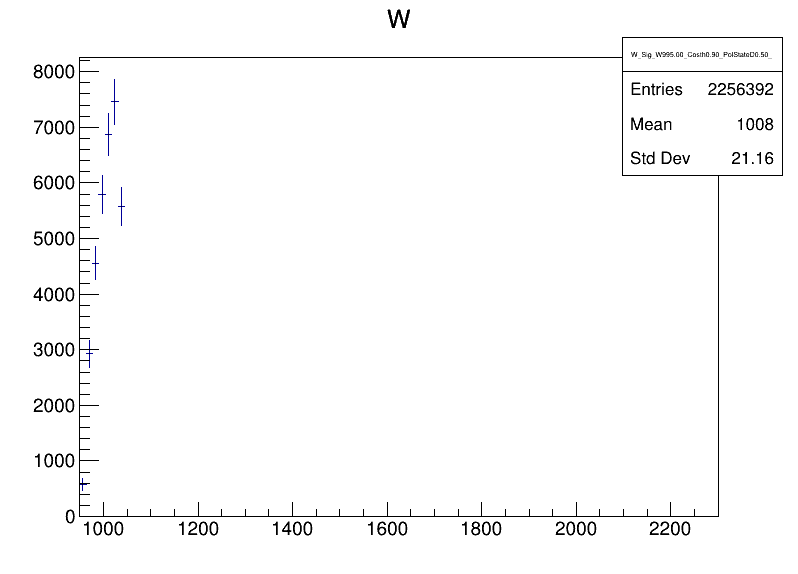 W
W_Sig_W995.00_Costh0.90_PolStateD0.50_
Entries 2256392
Mean 1008
Std Dev 21.16
8000
7000
6000
5000
4000
3000
2000
1000
0
1000 1200 1400 1600 1800 2000 2200